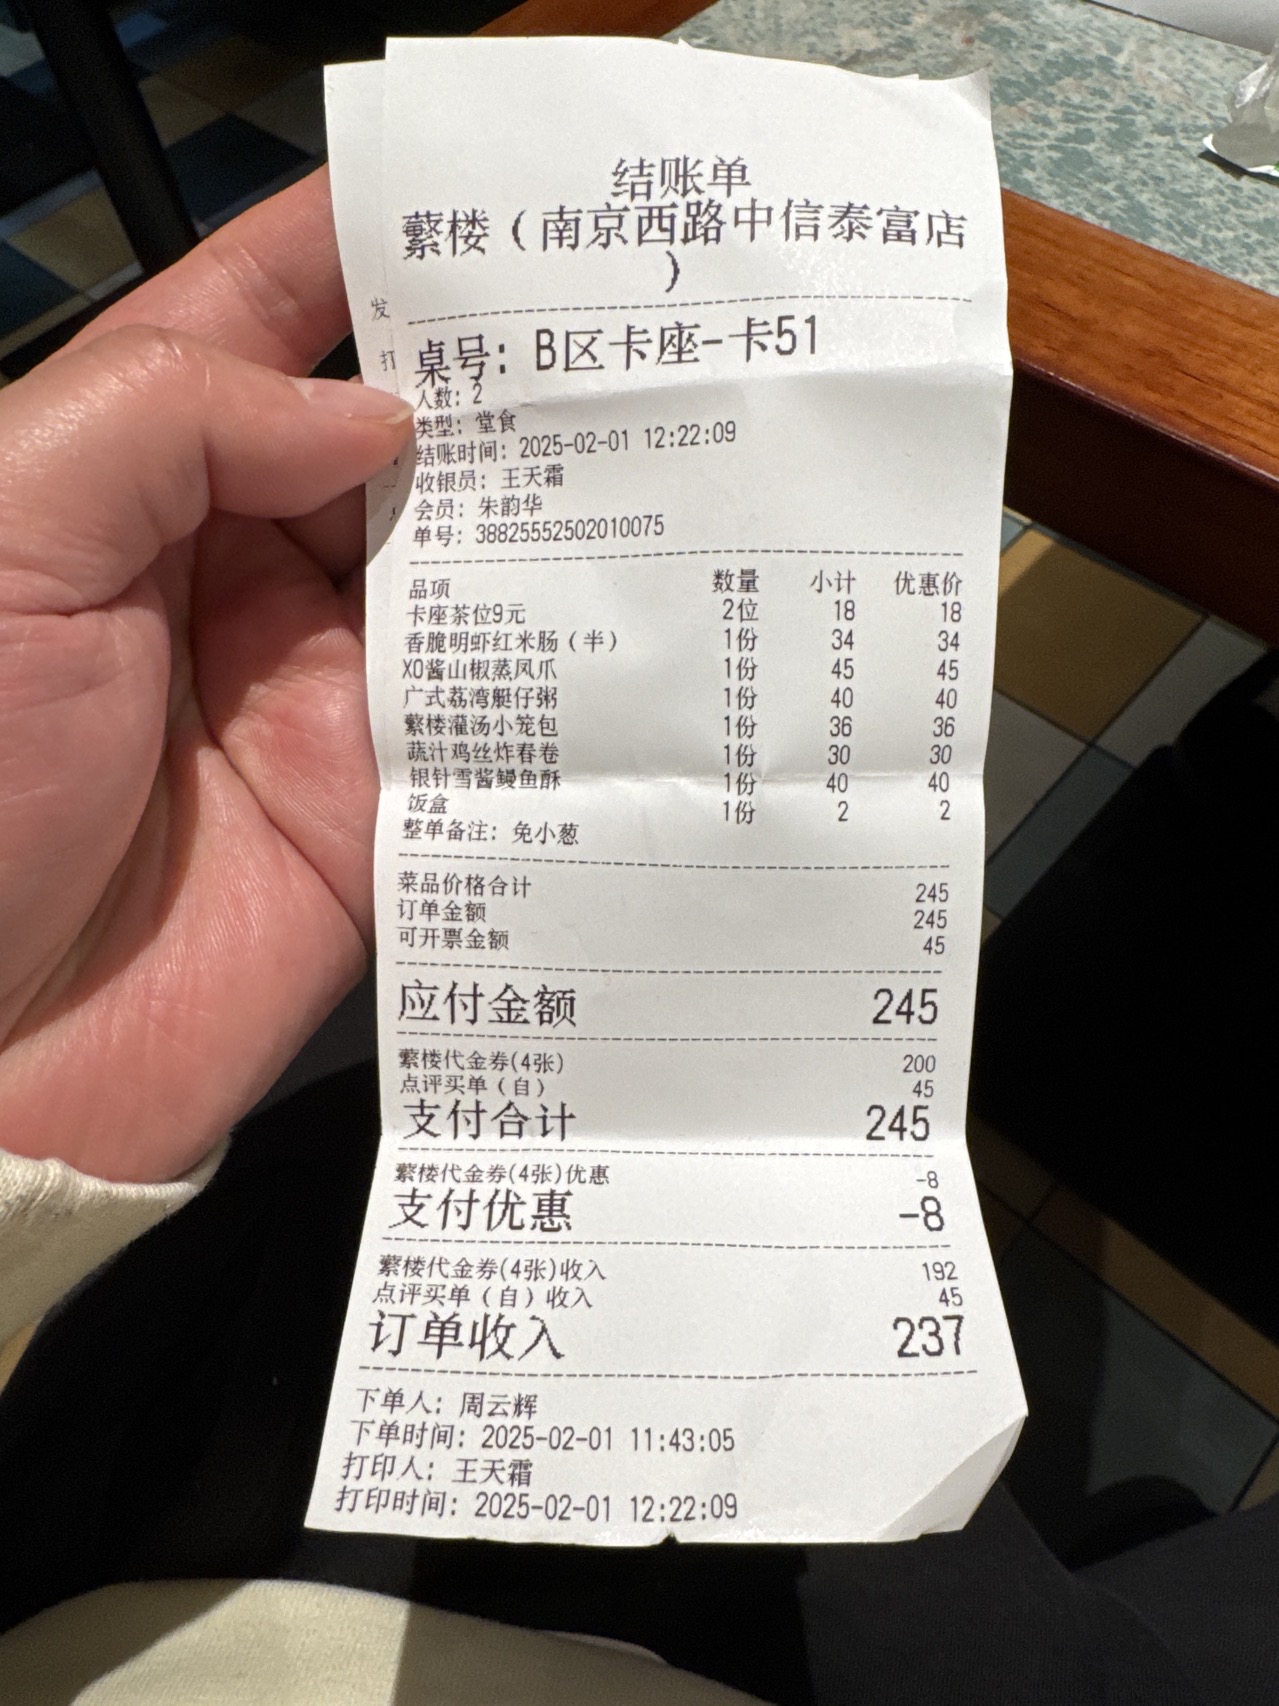 结账单
蘩楼（南京西路中信泰富店
）
桌号：B区卡座-卡51
人数：2
类型：堂食
结账时间：2025-02-01 12:22:09
收银员：王天霜
会员：朱韵华
单号：38825552502010075
品项 数量 小计 优惠价
卡座茶位9元 2位 18 18
香脆明虾红米肠（半） 1份 34 34
XO酱山椒蒸凤爪 1份 45 45
广式荔湾艇仔粥 1份 40 40
蘩楼灌汤小笼包 1份 36 36
蔬汁鸡丝炸春卷 1份 30 30
银针雪酱鳗鱼酥 1份 40 40
饭盒 1份 2 2
整单备注：免小葱
菜品价格合计 245
订单金额 245
可开票金额 45
应付金额 245
蘩楼代金券(4张) 200
点评买单（自） 45
支付合计 245
蘩楼代金券(4张)优惠 -8
支付优惠 -8
蘩楼代金券(4张)收入 192
点评买单（自）收入 45
订单收入 237
下单人：周云辉
下单时间：2025-02-01 11:43:05
打印人：王天霜
打印时间：2025-02-01 12:22:09
发
打